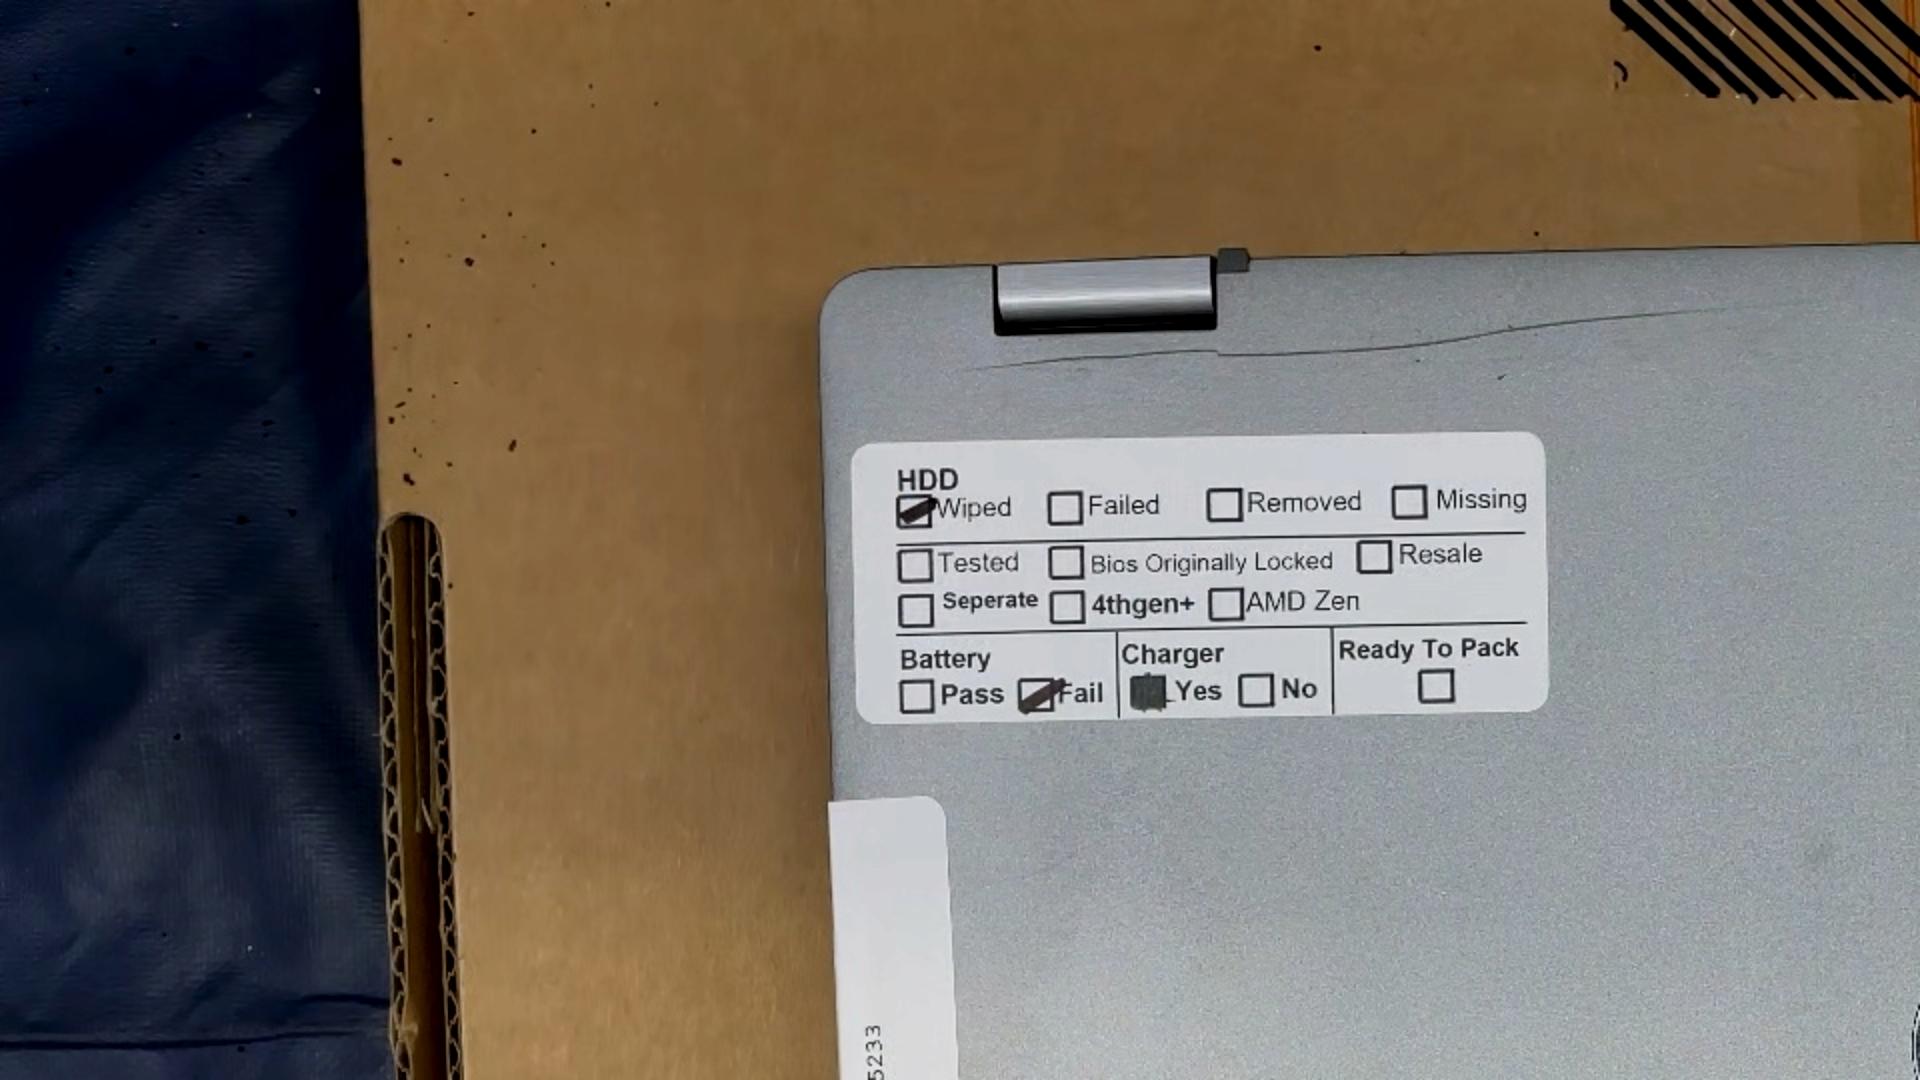 HDD
Wiped Failed Removed Missing
Tested Bios Originally Locked Resale
Seperate 4thgen+ AMD Zen
Battery Charger Ready To Pack
Pass Fail Yes No
5233